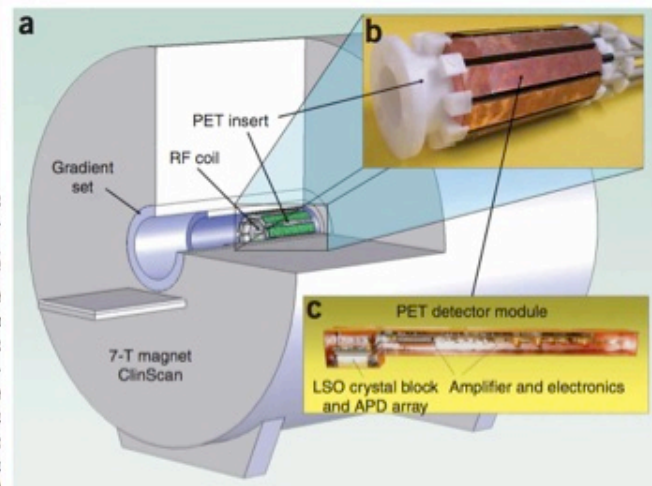 a
b
PET insert
RF coil
Gradient
set
c
PET detector module
7-T magnet
ClinScan
LSO crystal block
and APD array
Amplifier and electronics